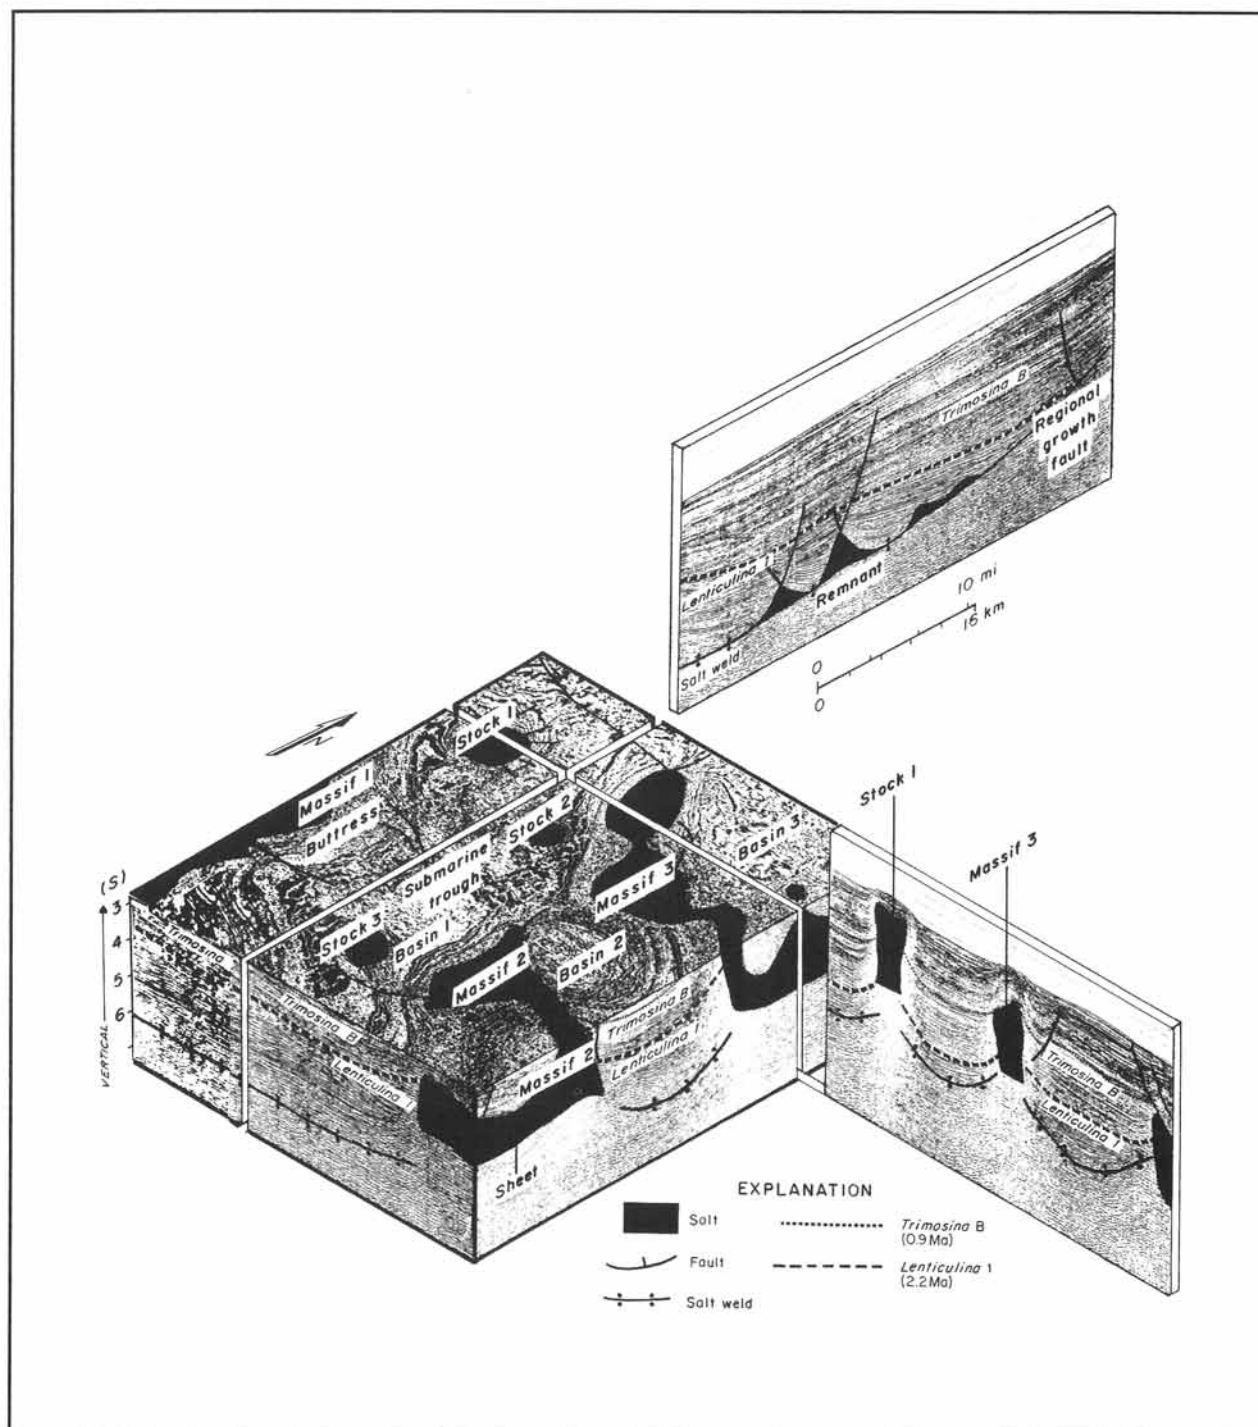 Trimosina B
Regional
growth
fault
Lenticulina 1
Remnant
Salt weld
10 mi
15 km
0
0
N
Stock 1
Massif 1
Buttress
Stock 2
Submarine
trough
Basin 3
Massif 3
Stock 3
Basin 1
Massif 2
Basin 2
Stock 1
Massif 3
(S)
3
4
5
6
VERTICAL
Trimosina
Trimosina B
Lenticulina 1
Massif 2
Trimosina B
Lenticulina 1
Trimosina B
Lenticulina 1
Sheet
EXPLANATION
Salt
Fault
Salt weld
Trimosina B
(0.9 Ma)
Lenticulina 1
(2.2 Ma)